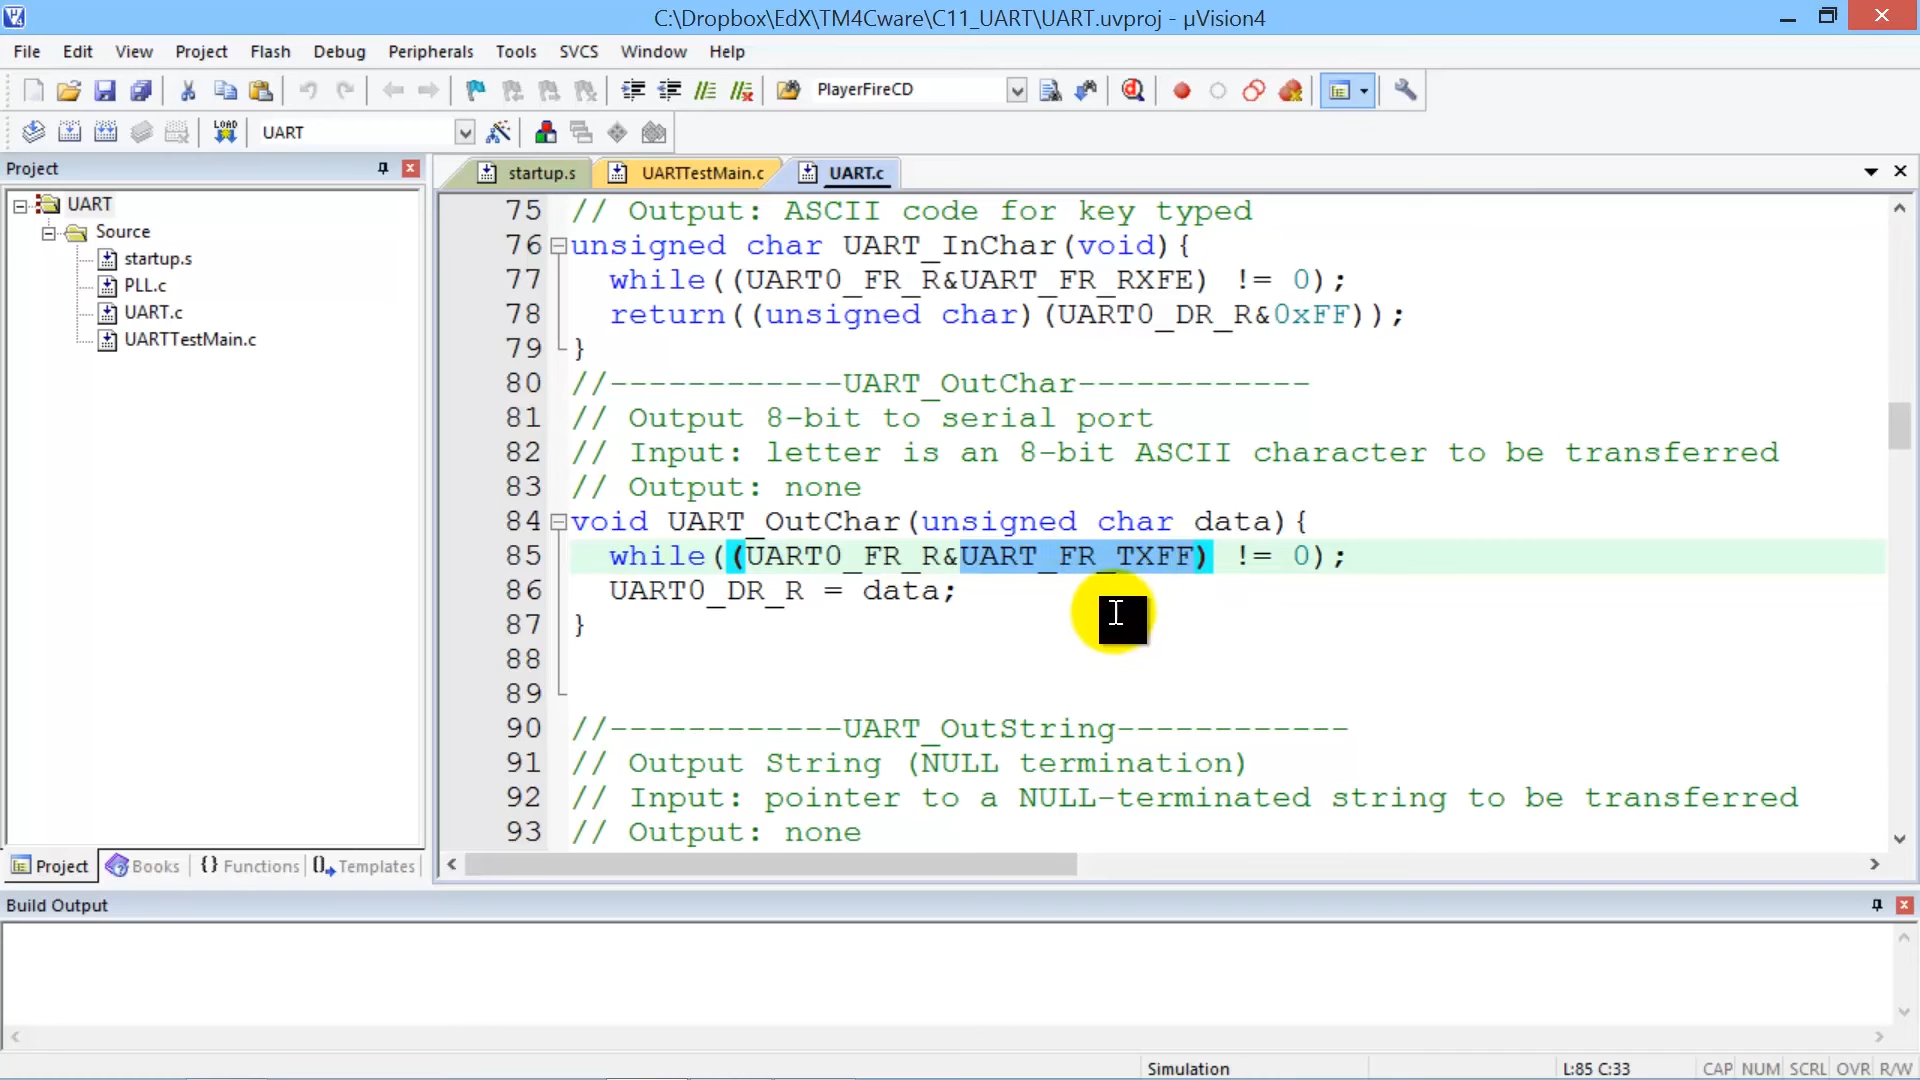 C:\Dropbox\EdX\TM4Cware\C11_UART\UART.uvproj - µVision4
File Edit View Project Flash Debug Peripherals Tools SVCS Window Help
PlayerFireCD
LOAD UART
Project
startup.s UARTTestMain.c UART.c
UART
Source
startup.s
PLL.c
UART.c
UARTTestMain.c
75 // Output: ASCII code for key typed
76 unsigned char UART_InChar(void){
77 while((UART0_FR_R&UART_FR_RXFE) != 0);
78 return((unsigned char)(UART0_DR_R&0xFF));
79 }
80 //------------UART_OutChar------------
81 // Output 8-bit to serial port
82 // Input: letter is an 8-bit ASCII character to be transferred
83 // Output: none
84 void UART_OutChar(unsigned char data){
85 while((UART0_FR_R&UART_FR_TXFF) != 0);
86 UART0_DR_R = data;
87 }
88
89
90 //------------UART_OutString------------
91 // Output String (NULL termination)
92 // Input: pointer to a NULL-terminated string to be transferred
93 // Output: none
Project Books {} Functions Templates
Build Output
Simulation L:85 C:33 CAP NUM SCRL OVR R/W